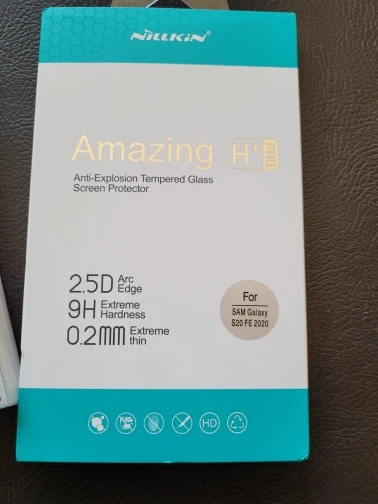 NILLKIN
Amazing H+ PRO
Anti-Explosion Tempered Glass
Screen Protector
2.5D Arc Edge
9H Extreme Hardness
0.2MM Extreme thin
For
SAM Galaxy
S20 FE 2020
HD